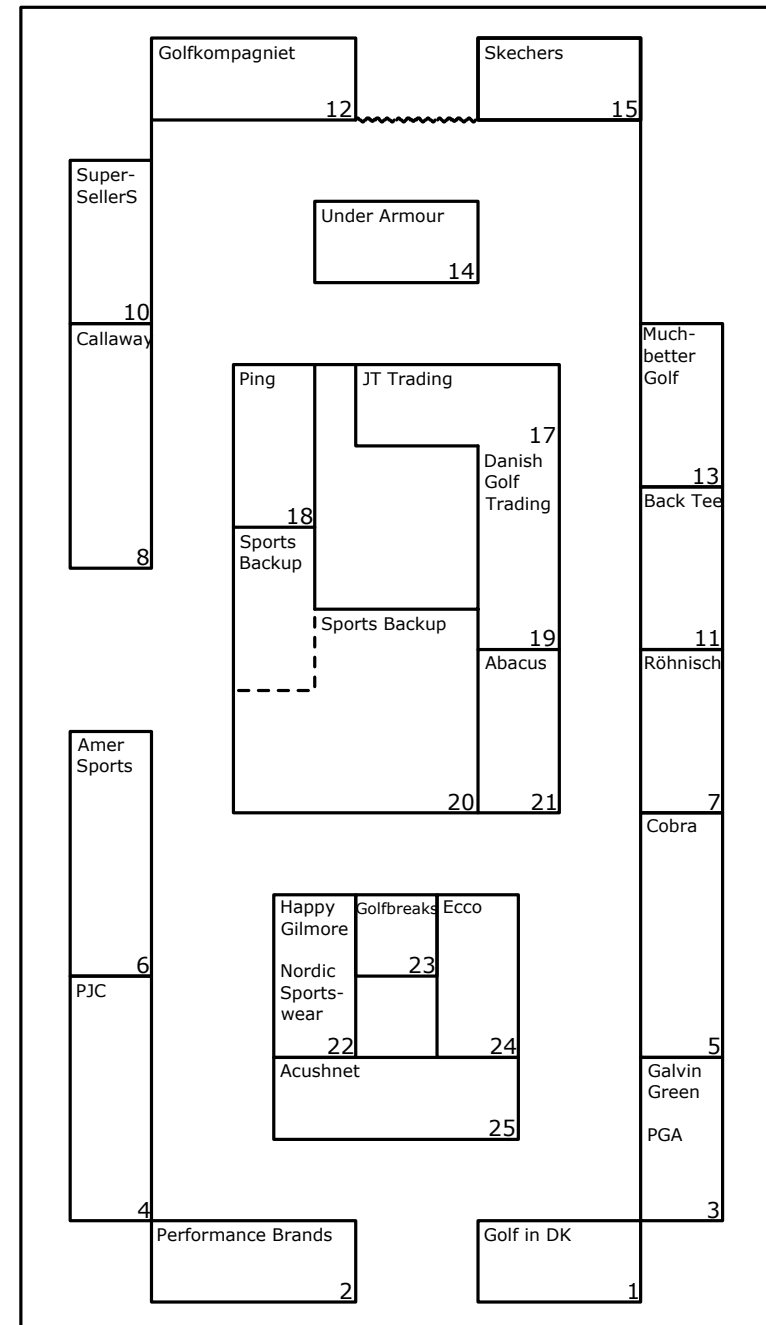 Golfkompagniet
12
Skechers
15
Super-
SellerS
10
Under Armour
14
Callaway
8
Much-
better
Golf
13
Ping
18
JT Trading
17
Danish
Golf
Trading
19
Back Tee
11
Sports
Backup
Sports Backup
20
Abacus
21
Röhnisch
7
Amer
Sports
6
Cobra
5
Happy
Gilmore
Nordic
Sports-
wear
22
Golfbreaks
23
Ecco
24
PJC
4
Acushnet
25
Galvin
Green
PGA
3
Performance Brands
2
Golf in DK
1